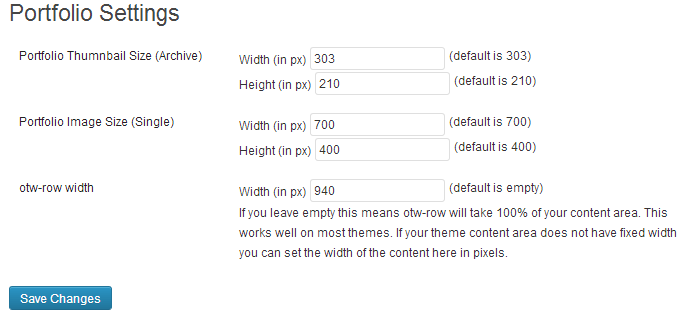 Portfolio Settings
Portfolio Thumnbail Size (Archive) Width (in px) 303 (default is 303)
Height (in px) 210 (default is 210)
Portfolio Image Size (Single) Width (in px) 700 (default is 700)
Height (in px) 400 (default is 400)
otw-row width Width (in px) 940 (default is empty)
If you leave empty this means otw-row will take 100% of your content area. This
works well on most themes. If your theme content area does not have fixed width
you can set the width of the content here in pixels.
Save Changes